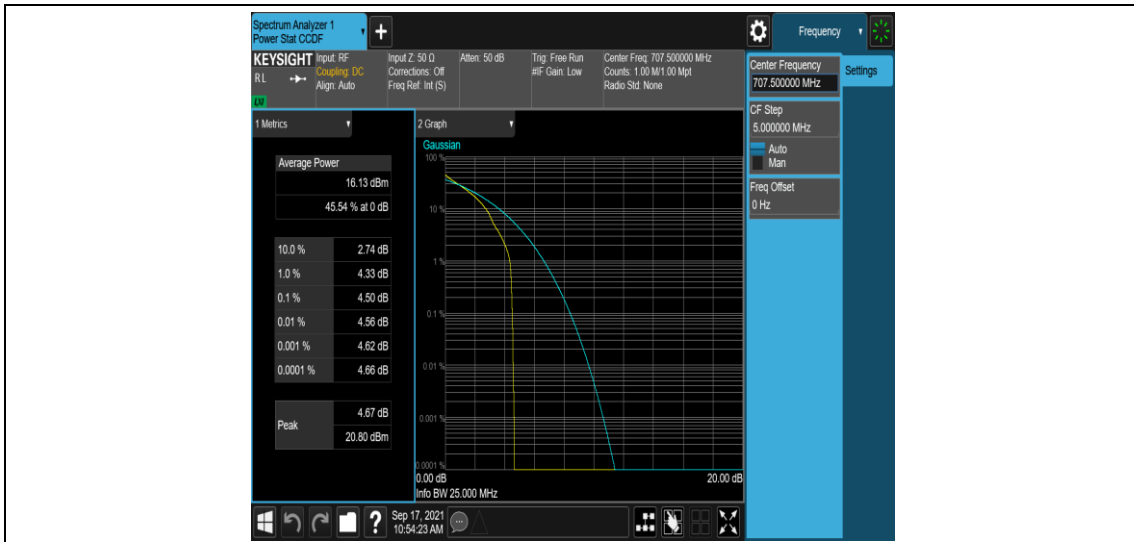 Spectrum Analyzer 1
Power Stat CCDF
+
Frequency
KEYSIGHT
Input: RF
Coupling: DC
Align: Auto
Input Z: 50 Ω
Corrections: Off
Freq Ref: Int (S)
Atten: 50 dB
Trig: Free Run
#IF Gain: Low
Center Freq: 707.500000 MHz
Counts: 1.00 M/1.00 Mpt
Radio Std: None
RL
LXI
Center Frequency
707.500000 MHz
Settings
CF Step
5.000000 MHz
Auto
Man
Freq Offset
0 Hz
1 Metrics
Average Power
16.13 dBm
45.54 % at 0 dB
10.0 % 2.74 dB
1.0 % 4.33 dB
0.1 % 4.50 dB
0.01 % 4.56 dB
0.001 % 4.62 dB
0.0001 % 4.66 dB
Peak
4.67 dB
20.80 dBm
2 Graph
Gaussian
100 %
10 %
1 %
0.1 %
0.01 %
0.001 %
0.0001 %
0.00 dB
20.00 dB
Info BW 25.000 MHz
?
Sep 17, 2021
10:54:23 AM